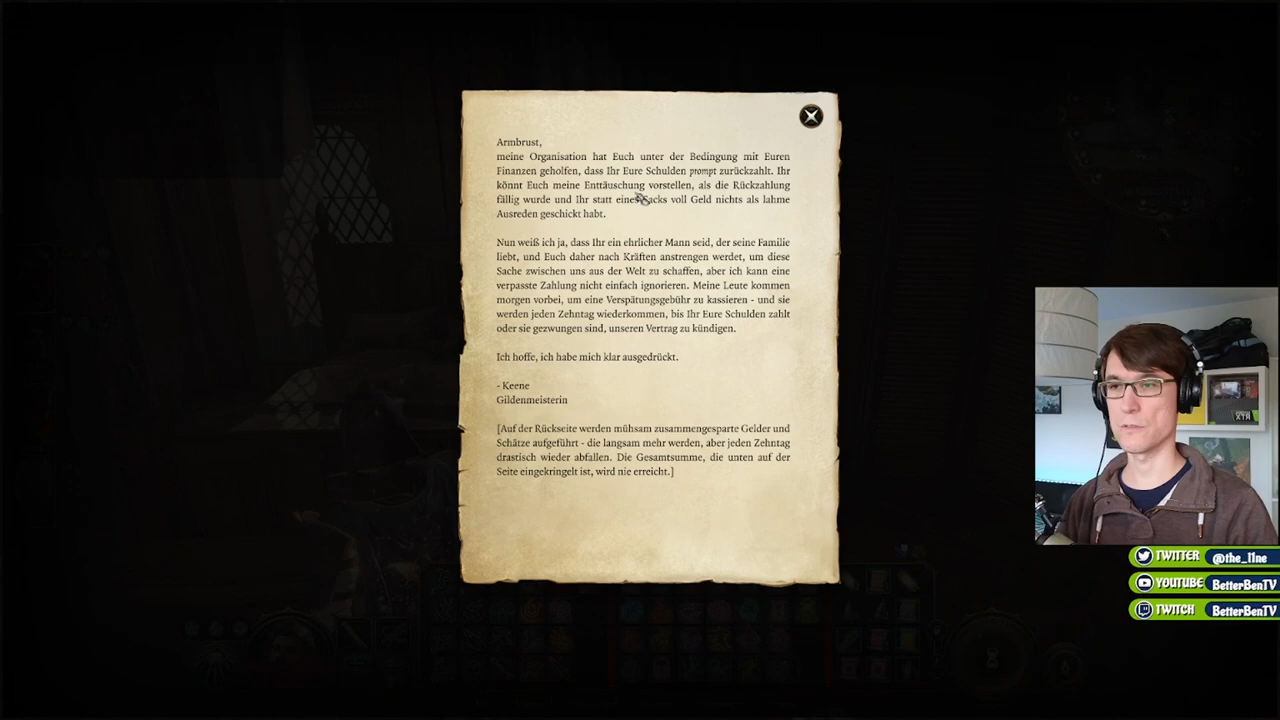 Armbrust,
meine Organisation hat Euch unter der Bedingung mit Euren
Finanzen geholfen, dass Ihr Eure Schulden prompt zurückzahlt. Ihr
könnt Euch meine Enttäuschung vorstellen, als die Rückzahlung
fällig wurde und Ihr statt eines Sacks voll Geld nichts als lahme
Ausreden geschickt habt.
Nun weiß ich ja, dass Ihr ein ehrlicher Mann seid, der seine Familie
liebt, und Euch daher nach Kräften anstrengen werdet, um diese
Sache zwischen uns aus der Welt zu schaffen, aber ich kann eine
verpasste Zahlung nicht einfach ignorieren. Meine Leute kommen
morgen vorbei, um eine Verspätungsgebühr zu kassieren - und sie
werden jeden Zehntag wiederkommen, bis Ihr Eure Schulden zahlt
oder sie gezwungen sind, unseren Vertrag zu kündigen.
Ich hoffe, ich habe mich klar ausgedrückt.
- Keene
Gildenmeisterin
[Auf der Rückseite werden mühsam zusammengesparte Gelder und
Schätze aufgeführt - die langsam mehr werden, aber jeden Zehntag
drastisch wieder abfallen. Die Gesamtsumme, die unten auf der
Seite eingekringelt ist, wird nie erreicht.]
TWITTER @the_11ne
YOUTUBE BetterBenTV
TWITCH BetterBenTV